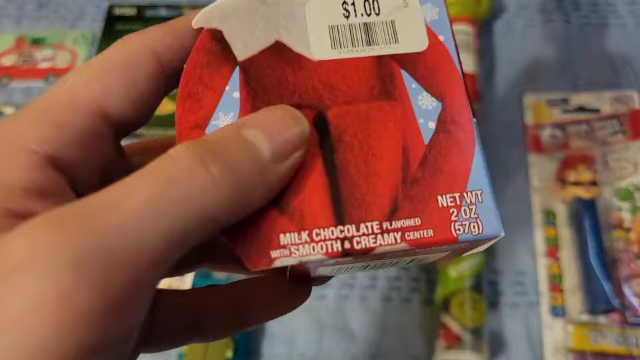 $1.00
NET WT
2 OZ
(57g)
MILK CHOCOLATE FLAVORED
WITH SMOOTH & CREAMY CENTER